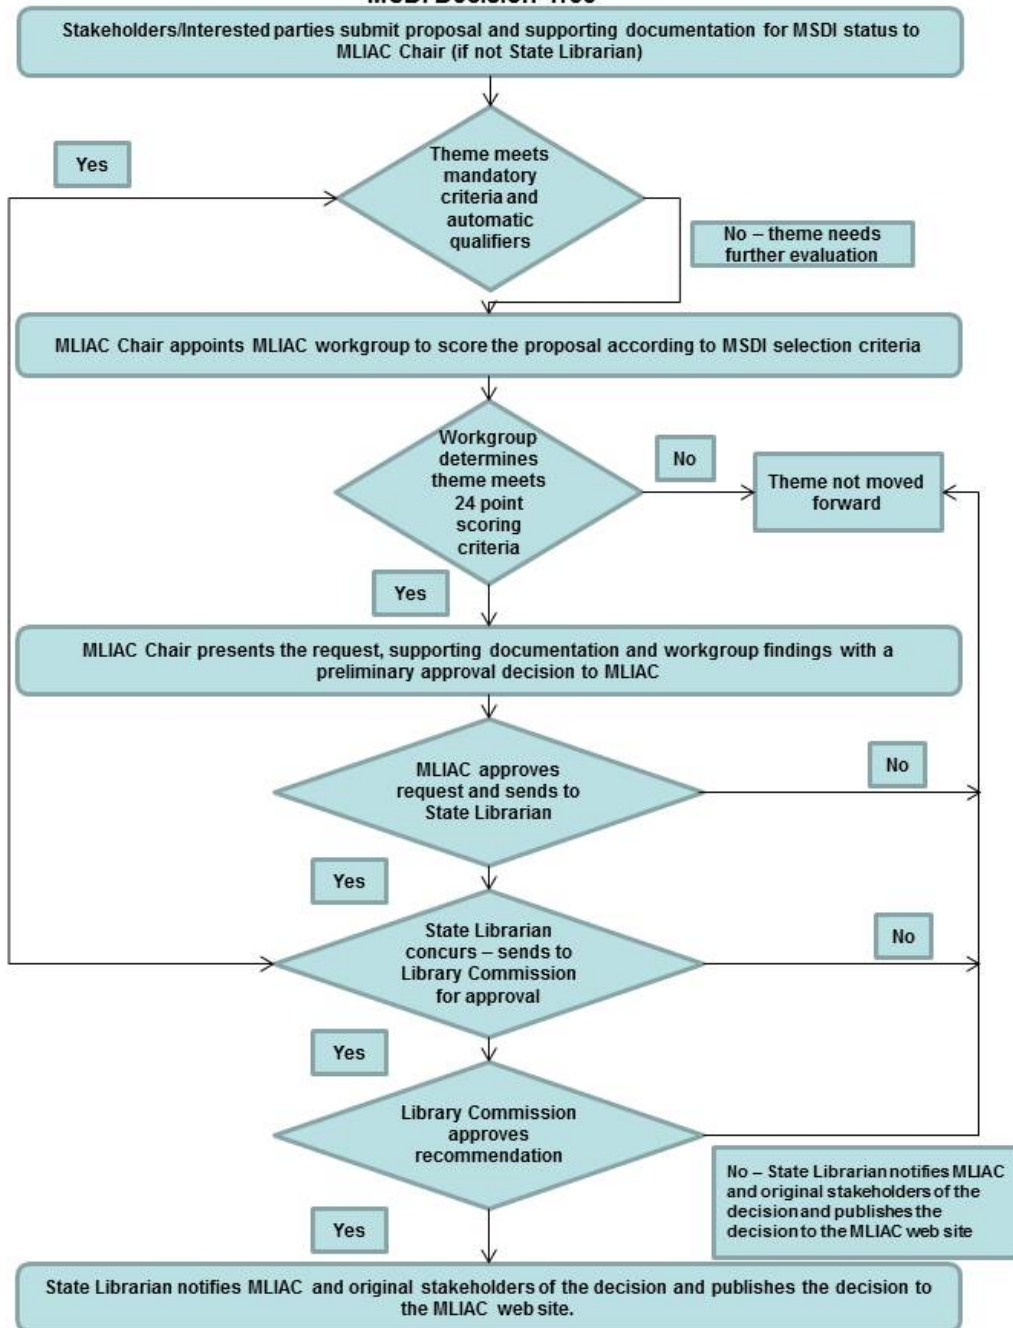 MSDI Decision Tree
Stakeholders/Interested parties submit proposal and supporting documentation for MSDI status to
MLIAC Chair (if not State Librarian)
Yes
Theme meets
mandatory
criteria and
automatic
qualifiers
No – theme needs
further evaluation
MLIAC Chair appoints MLIAC workgroup to score the proposal according to MSDI selection criteria
Workgroup
determines
theme meets
24 point
scoring
criteria
No
Theme not moved
forward
Yes
MLIAC Chair presents the request, supporting documentation and workgroup findings with a
preliminary approval decision to MLIAC
MLIAC approves
request and sends to
State Librarian
No
Yes
State Librarian
concurs – sends to
Library Commission
for approval
No
Yes
Library Commission
approves
recommendation
No – State Librarian notifies MLIAC
and original stakeholders of the
decision and publishes the
decision to the MLIAC web site
Yes
State Librarian notifies MLIAC and original stakeholders of the decision and publishes the decision to
the MLIAC web site.